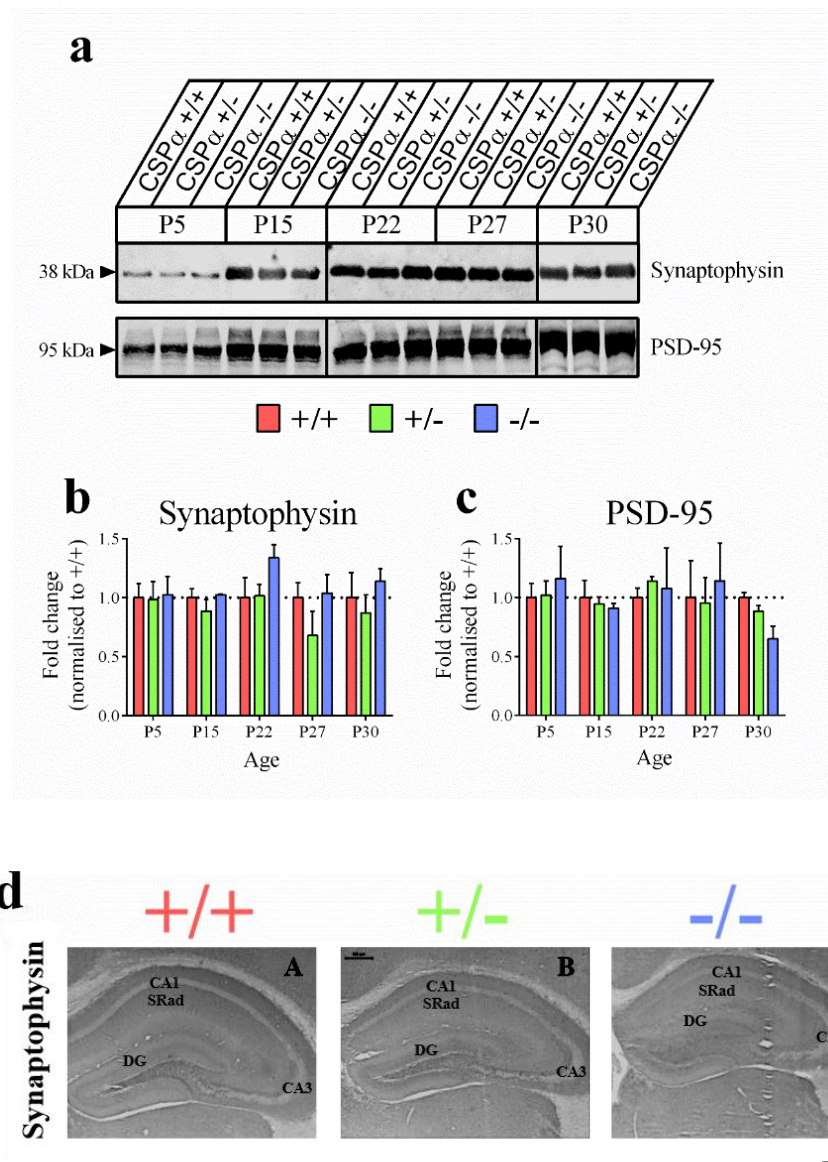 a
CSPα +/+ CSPα +/- CSPα -/- CSPα +/+ CSPα +/- CSPα -/- CSPα +/+ CSPα +/- CSPα -/- CSPα +/+ CSPα +/- CSPα -/- CSPα +/+ CSPα +/- CSPα -/-
P5 P15 P22 P27 P30
38 kDa Synaptophysin
95 kDa PSD-95
+/+ +/- -/-
b Synaptophysin
Fold change
(normalised to +/+)
1.5
1.0
0.5
0.0
P5 P15 P22 P27 P30
Age
c PSD-95
Fold change
(normalised to +/+)
1.5
1.0
0.5
0.0
P5 P15 P22 P27 P30
Age
d
+/+ +/- -/-
Synaptophysin
A
CA1
SRad
DG
CA3
B
CA1
SRad
DG
CA3
CA1
SRad
DG
C